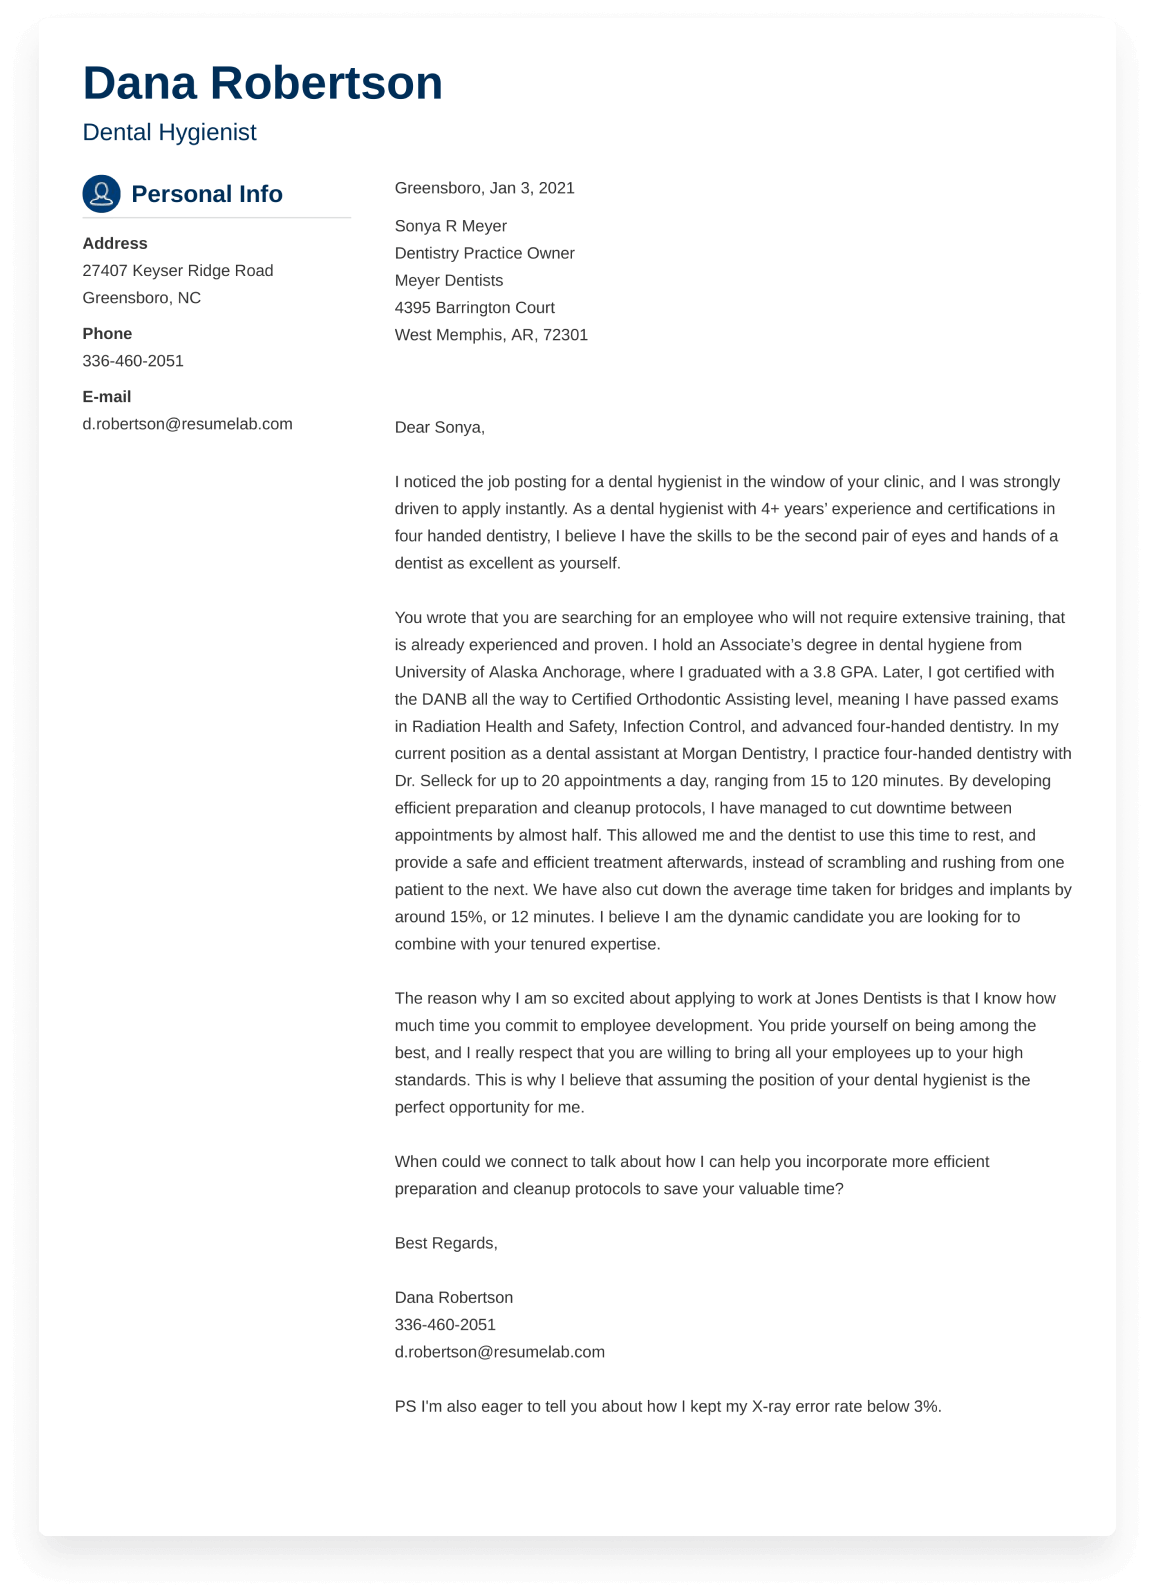 Dana Robertson
Dental Hygienist
Personal Info
Address
27407 Keyser Ridge Road
Greensboro, NC
Phone
336-460-2051
E-mail
d.robertson@resumelab.com
Greensboro, Jan 3, 2021
Sonya R Meyer
Dentistry Practice Owner
Meyer Dentists
4395 Barrington Court
West Memphis, AR, 72301
Dear Sonya,
I noticed the job posting for a dental hygienist in the window of your clinic, and I was strongly
driven to apply instantly. As a dental hygienist with 4+ years’ experience and certifications in
four handed dentistry, I believe I have the skills to be the second pair of eyes and hands of a
dentist as excellent as yourself.
You wrote that you are searching for an employee who will not require extensive training, that
is already experienced and proven. I hold an Associate’s degree in dental hygiene from
University of Alaska Anchorage, where I graduated with a 3.8 GPA. Later, I got certified with
the DANB all the way to Certified Orthodontic Assisting level, meaning I have passed exams
in Radiation Health and Safety, Infection Control, and advanced four-handed dentistry. In my
current position as a dental assistant at Morgan Dentistry, I practice four-handed dentistry with
Dr. Selleck for up to 20 appointments a day, ranging from 15 to 120 minutes. By developing
efficient preparation and cleanup protocols, I have managed to cut downtime between
appointments by almost half. This allowed me and the dentist to use this time to rest, and
provide a safe and efficient treatment afterwards, instead of scrambling and rushing from one
patient to the next. We have also cut down the average time taken for bridges and implants by
around 15%, or 12 minutes. I believe I am the dynamic candidate you are looking for to
combine with your tenured expertise.
The reason why I am so excited about applying to work at Jones Dentists is that I know how
much time you commit to employee development. You pride yourself on being among the
best, and I really respect that you are willing to bring all your employees up to your high
standards. This is why I believe that assuming the position of your dental hygienist is the
perfect opportunity for me.
When could we connect to talk about how I can help you incorporate more efficient
preparation and cleanup protocols to save your valuable time?
Best Regards,
Dana Robertson
336-460-2051
d.robertson@resumelab.com
PS I'm also eager to tell you about how I kept my X-ray error rate below 3%.